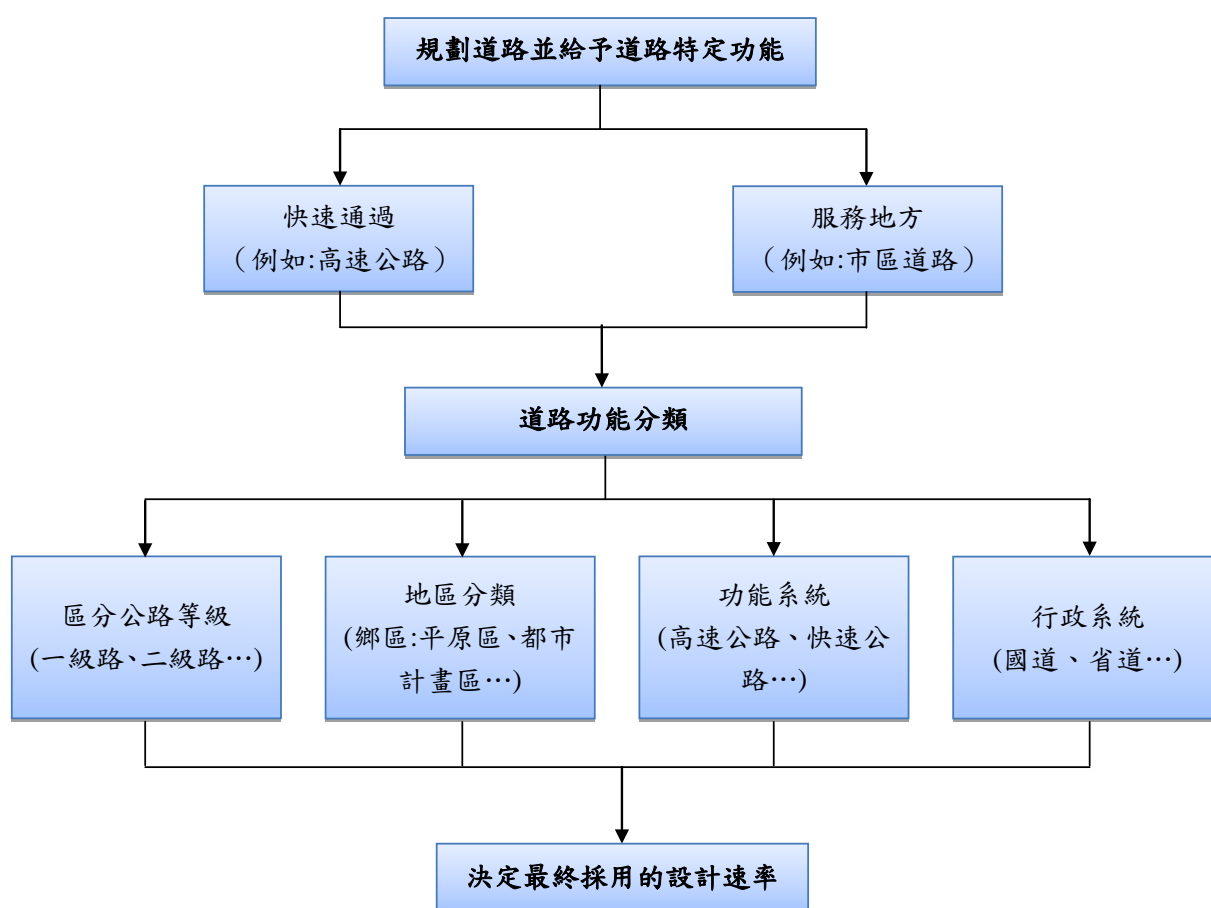 規劃道路並給予道路特定功能
快速通過
（例如:高速公路）
服務地方
（例如:市區道路）
道路功能分類
區分公路等級
(一級路、二級路…)
地區分類
(鄉區:平原區、都市
計畫區…)
功能系統
(高速公路、快速公
路…)
行政系統
(國道、省道…)
決定最終採用的設計速率